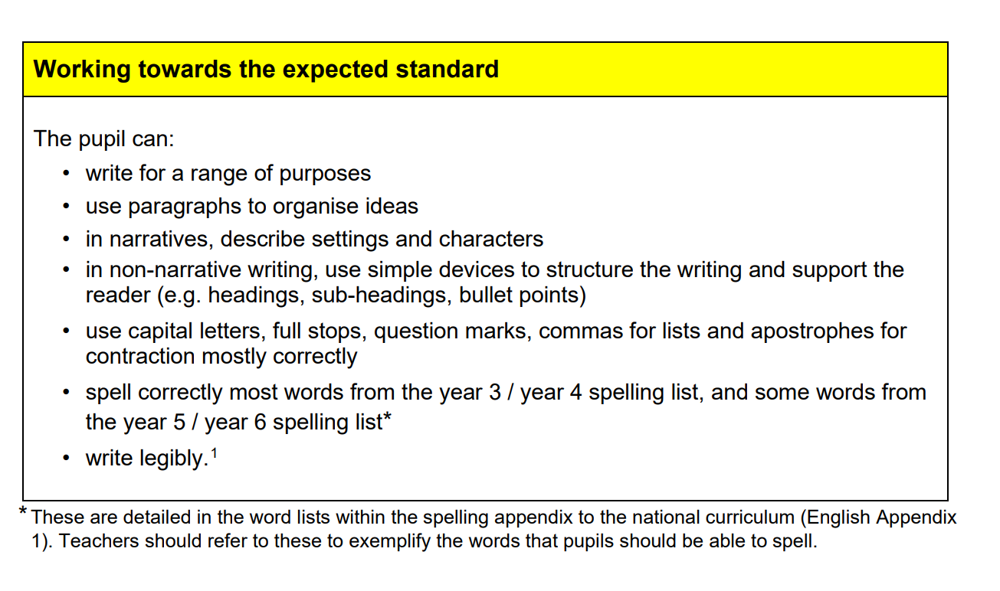 Working towards the expected standard
The pupil can:
• write for a range of purposes
• use paragraphs to organise ideas
• in narratives, describe settings and characters
• in non-narrative writing, use simple devices to structure the writing and support the
reader (e.g. headings, sub-headings, bullet points)
• use capital letters, full stops, question marks, commas for lists and apostrophes for
contraction mostly correctly
• spell correctly most words from the year 3 / year 4 spelling list, and some words from
the year 5 / year 6 spelling list*
• write legibly.¹
* These are detailed in the word lists within the spelling appendix to the national curriculum (English Appendix
1). Teachers should refer to these to exemplify the words that pupils should be able to spell.